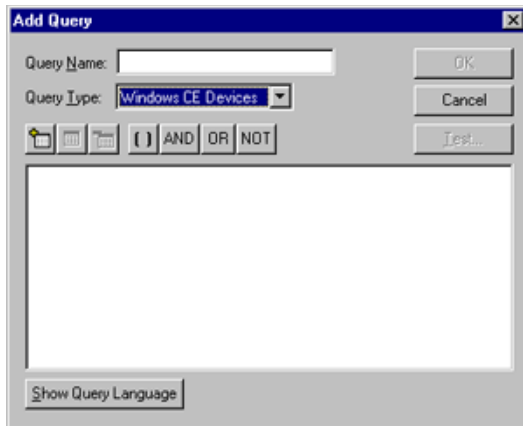 Add Query
Query Name:
OK
Query Type: Windows CE Devices
Cancel
( ) AND OR NOT
Test...
Show Query Language